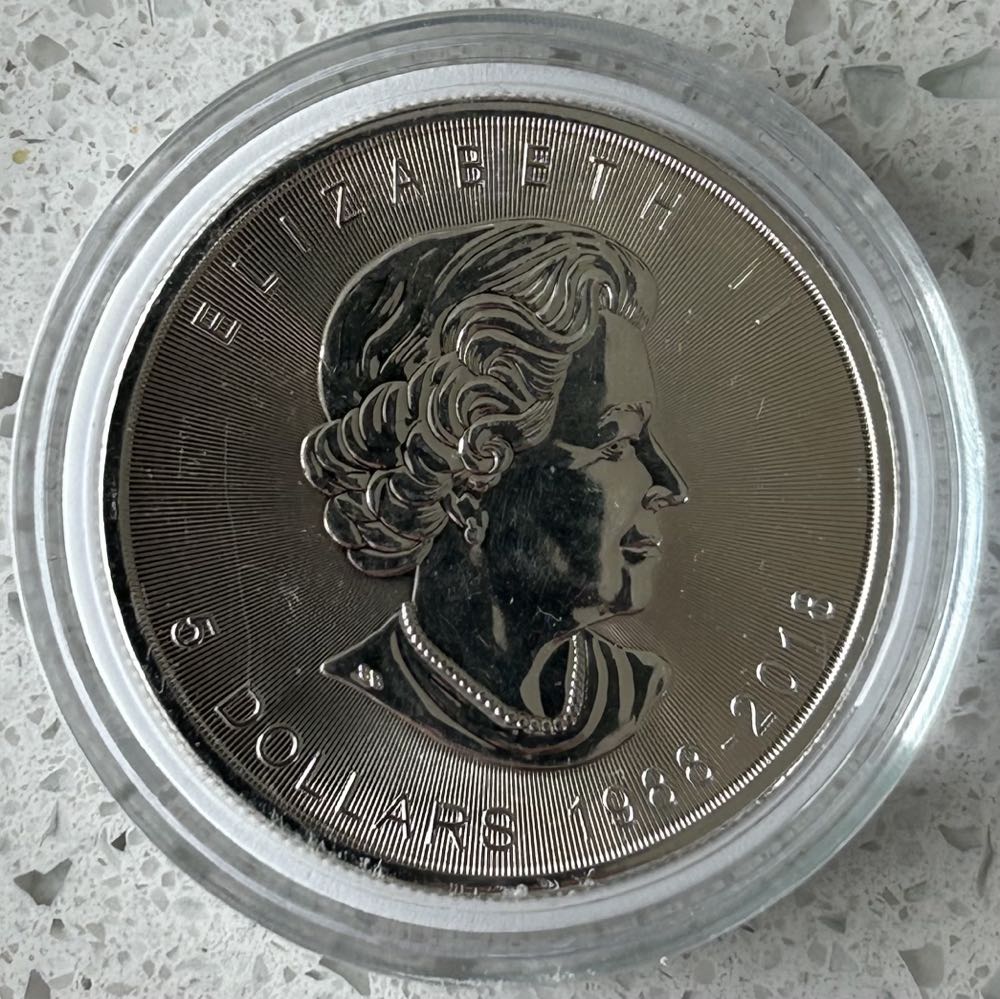 ELIZABETH II
5 DOLLARS 1988-2018